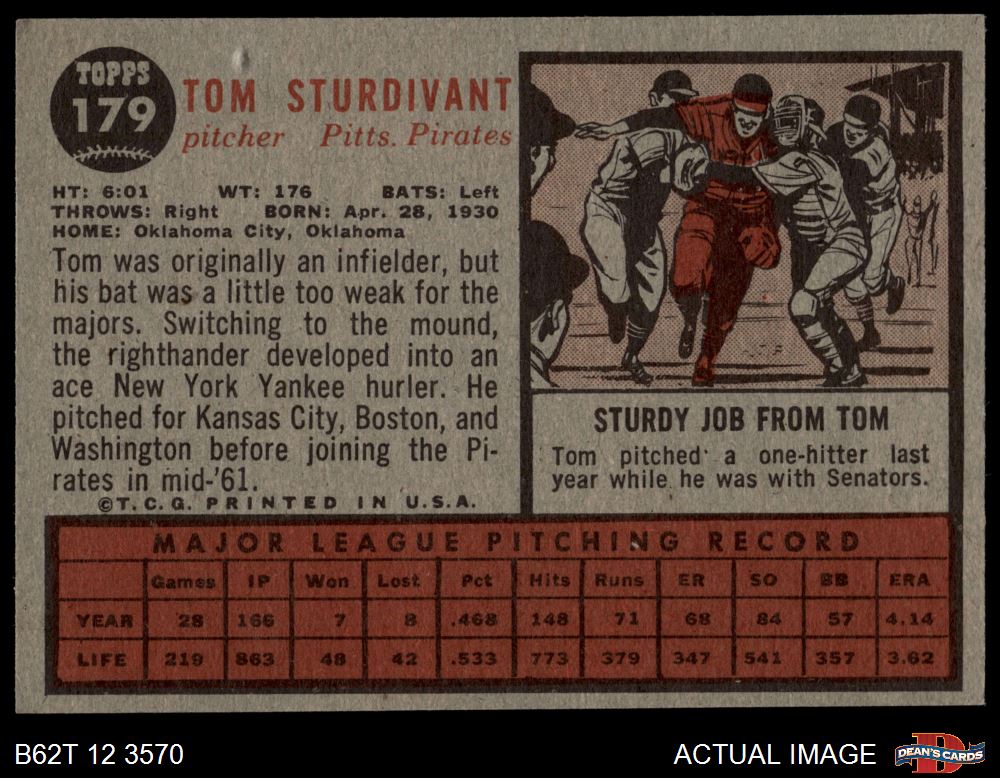 TOPPS
179
TOM STURDIVANT
pitcher Pitts. Pirates
HT: 6:01 WT: 176 BATS: Left
THROWS: Right BORN: Apr. 28, 1930
HOME: Oklahoma City, Oklahoma
Tom was originally an infielder, but
his bat was a little too weak for the
majors. Switching to the mound,
the righthander developed into an
ace New York Yankee hurler. He
pitched for Kansas City, Boston, and
Washington before joining the Pi-
rates in mid-'61.
©T.C.G. PRINTED IN U.S.A.
STURDY JOB FROM TOM
Tom pitched a one-hitter last
year while he was with Senators.
MAJOR LEAGUE PITCHING RECORD
Games IP Won Lost Pct Hits Runs ER SO BB ERA
YEAR 28 166 7 8 .468 148 71 68 84 57 4.14
LIFE 219 863 48 42 .533 773 379 347 541 357 3.62
B62T 12 3570
ACTUAL IMAGE
DEAN'S CARDS